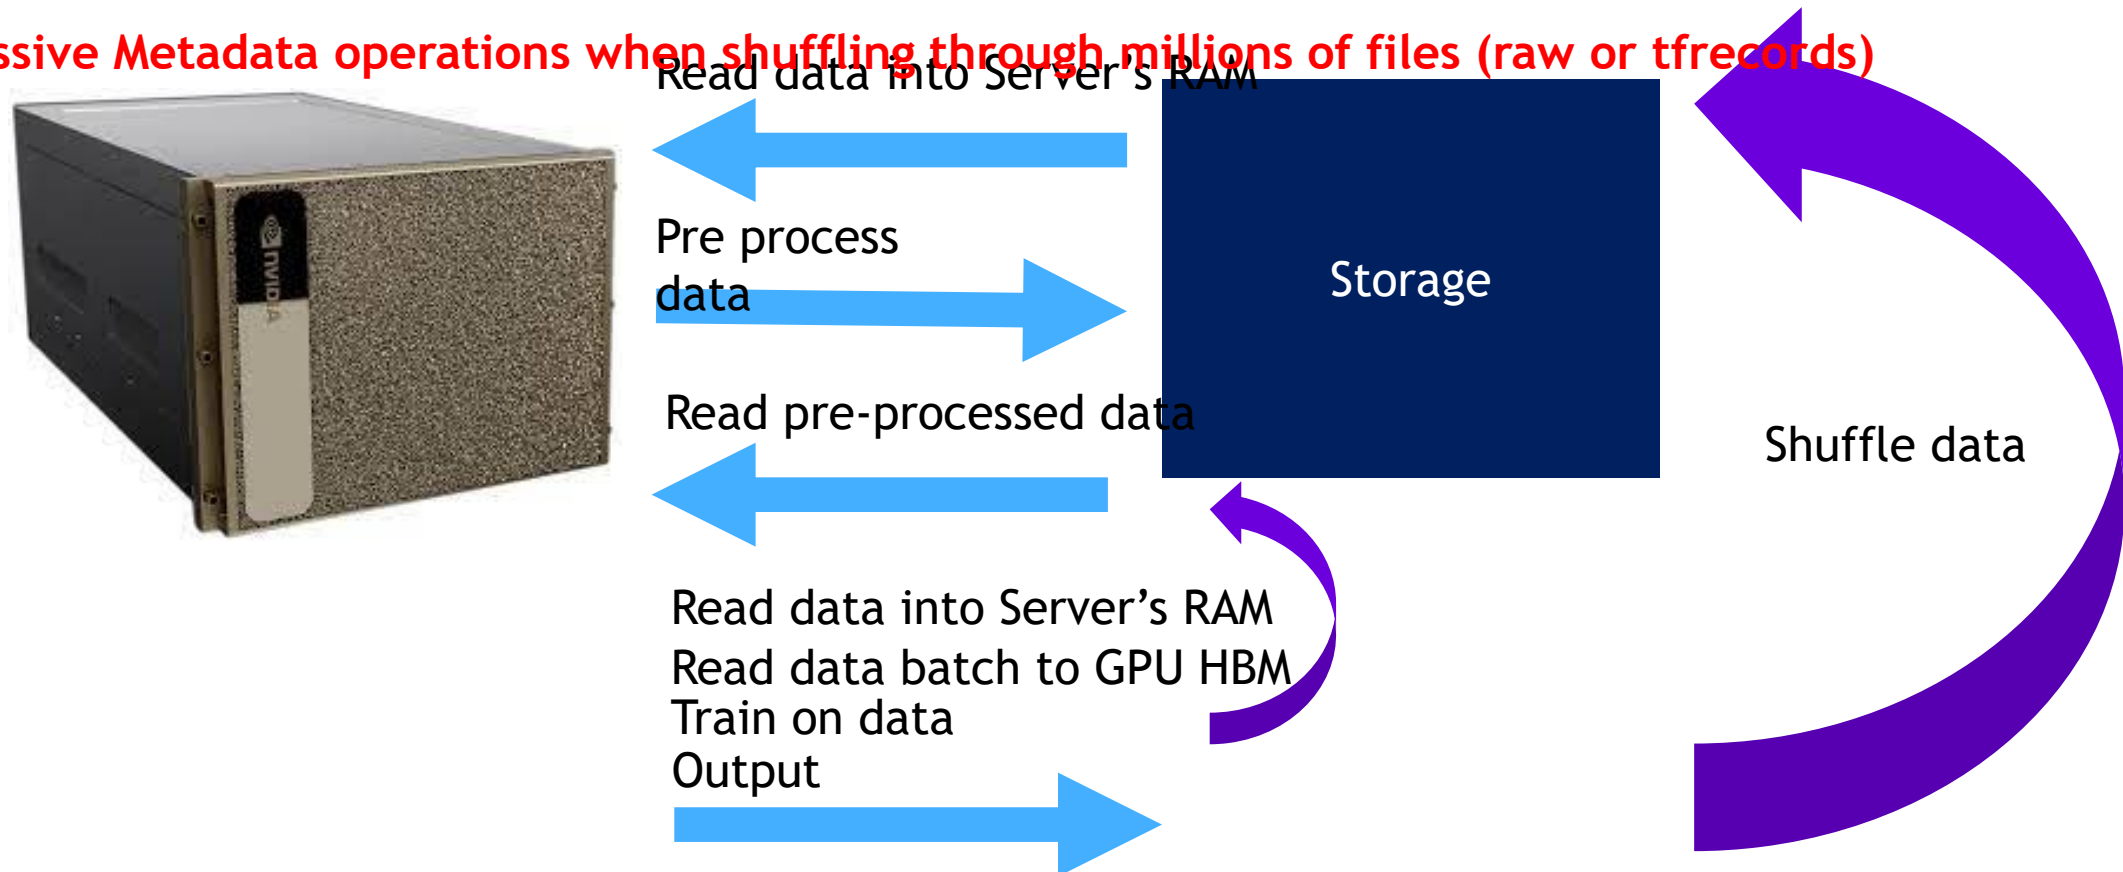 ssive Metadata operations when shuffling through millions of files (raw or tfrecords)
Read data into Server’s RAM
Pre process
data
Storage
Read pre-processed data
Shuffle data
Read data into Server’s RAM
Read data batch to GPU HBM
Train on data
Output
nVIDIA